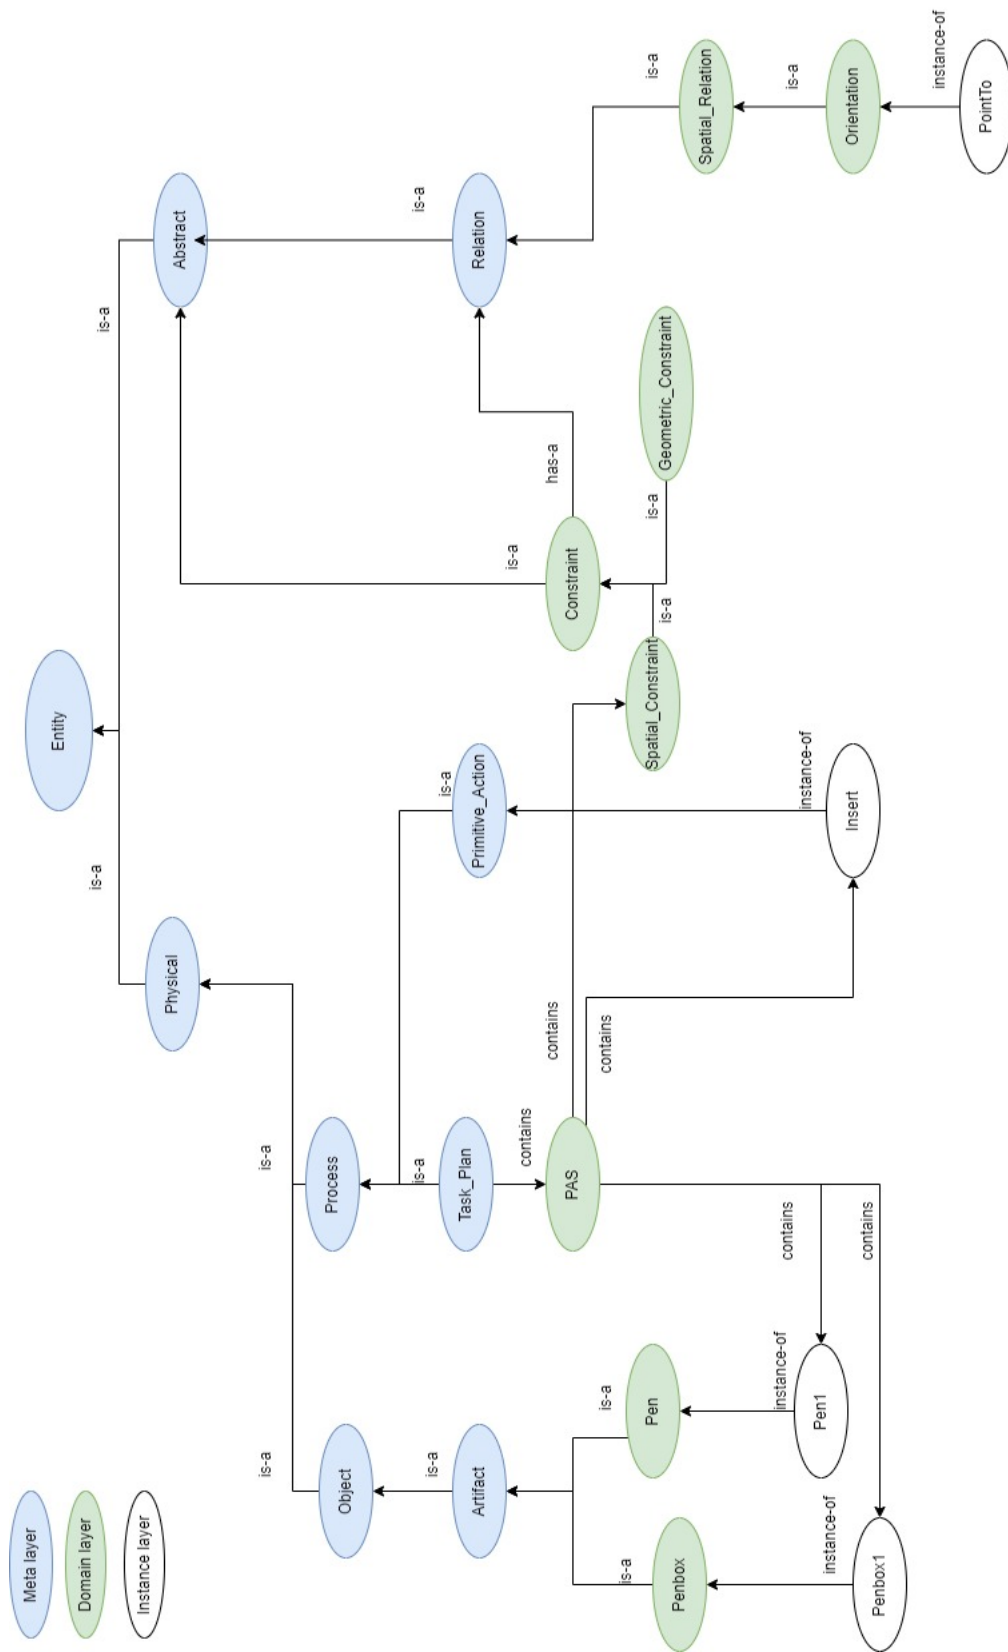 Meta layer
Domain layer
Instance layer
Entity
is-a
is-a
Physical
Abstract
is-a
is-a
is-a
is-a
Object
Process
is-a
is-a
is-a
has-a
Artifact
Task_Plan
Primitive_Action
Relation
contains
contains
contains
is-a
PAS
Constraint
is-a
is-a
is-a
is-a
Penbox
Pen
Spatial_Constraint
Geometric_Constraint
Spatial_Relation
instance-of
instance-of
contains
contains
instance-of
is-a
Penbox1
Pen1
Insert
Orientation
instance-of
PointTo